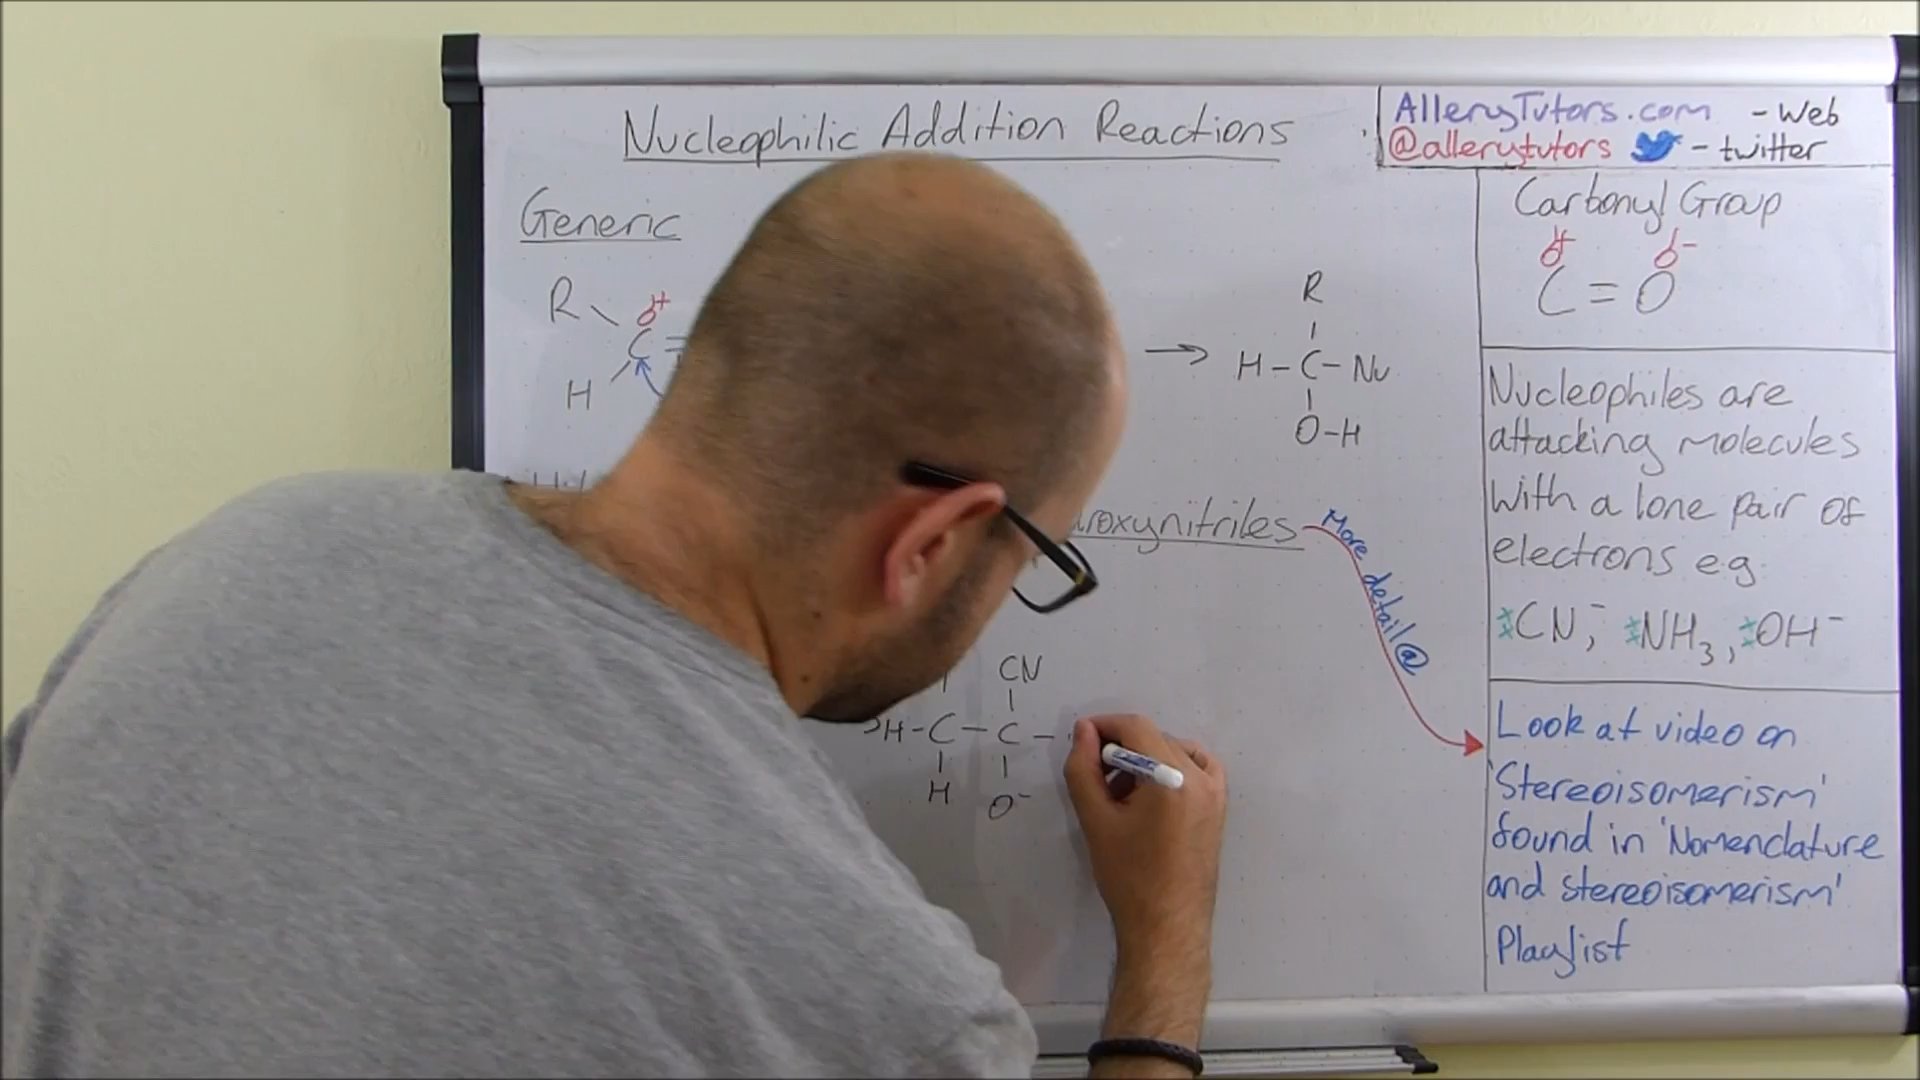 Nucleophilic Addition Reactions
AlleryTutors.com - Web
@allerytutors - twitter
Generic
R
δ+
C =
H
→
R
H - C - Nu
O-H
Carbonyl Group
δ+ δ-
C = O
Nucleophiles are
attacking molecules
with a lone pair of
electrons e.g.
:CN⁻, :NH₃, :OH⁻
roxynitriles
More detail @
CN
H - C - C -
H
O⁻
Look at video on
'Stereoisomerism'
found in 'Nomenclature
and stereoisomerism'
Playlist